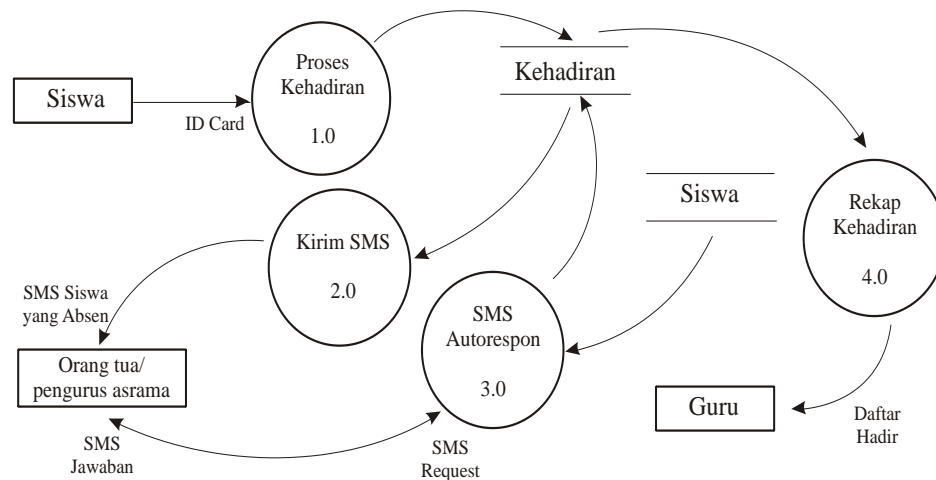 Siswa
ID Card
Proses
Kehadiran
1.0
Kehadiran
Siswa
Rekap
Kehadiran
4.0
Kirim SMS
2.0
SMS
Autorespon
3.0
SMS Siswa
yang Absen
Orang tua/
pengurus asrama
SMS
Jawaban
SMS
Request
Guru
Daftar
Hadir